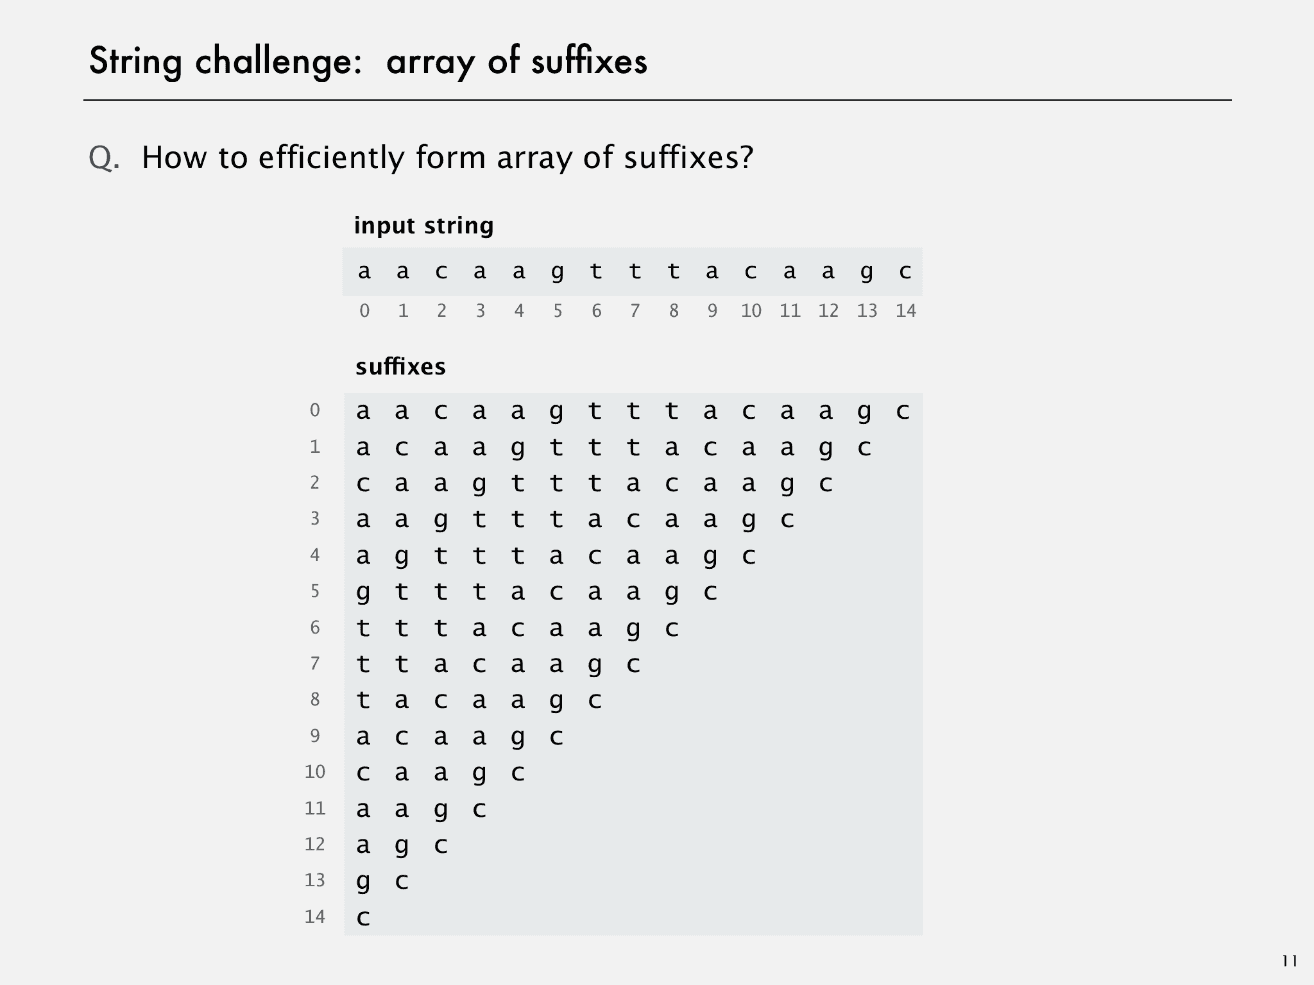 String challenge: array of suffixes
Q. How to efficiently form array of suffixes?
input string
a a c a a g t t t a c a a g c
0 1 2 3 4 5 6 7 8 9 10 11 12 13 14
suffixes
0 a a c a a g t t t a c a a g c
1 a c a a g t t t a c a a g c
2 c a a g t t t a c a a g c
3 a a g t t t a c a a g c
4 a g t t t a c a a g c
5 g t t t a c a a g c
6 t t t a c a a g c
7 t t a c a a g c
8 t a c a a g c
9 a c a a g c
10 c a a g c
11 a a g c
12 a g c
13 g c
14 c
11